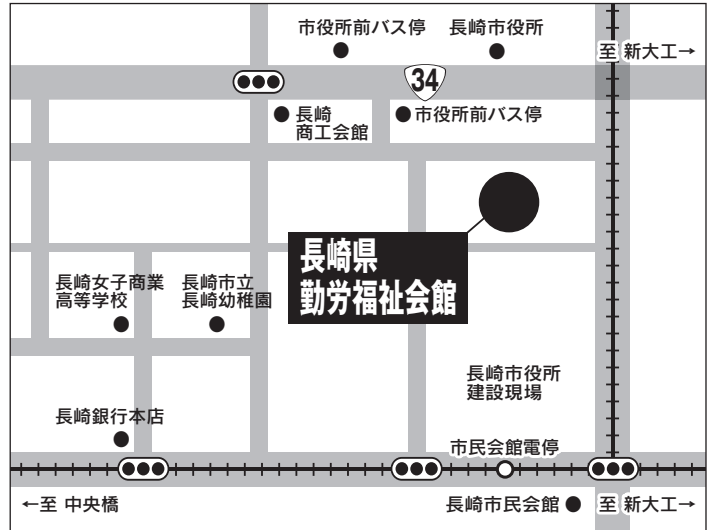 市役所前バス停
長崎市役所
至 新大工→
34
長崎
商工会館
市役所前バス停
長崎県
勤労福祉会館
長崎女子商業
高等学校
長崎市立
長崎幼稚園
長崎市役所
建設現場
長崎銀行本店
市民会館電停
←至 中央橋
長崎市民会館
至 新大工→